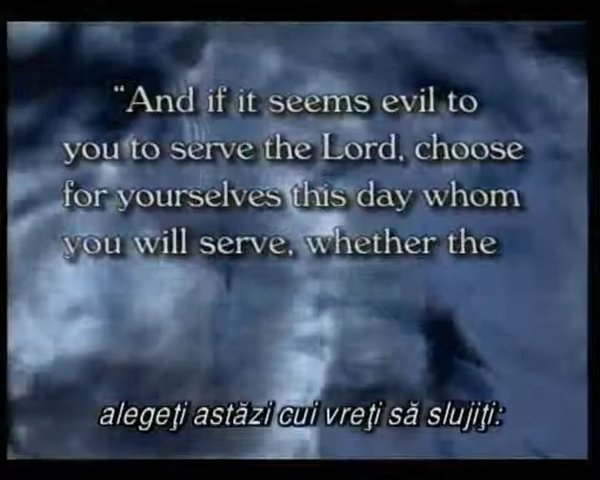 “And if it seems evil to
you to serve the Lord, choose
for yourselves this day whom
you will serve, whether the
alegeţi astăzi cui vreţi să slujiţi: